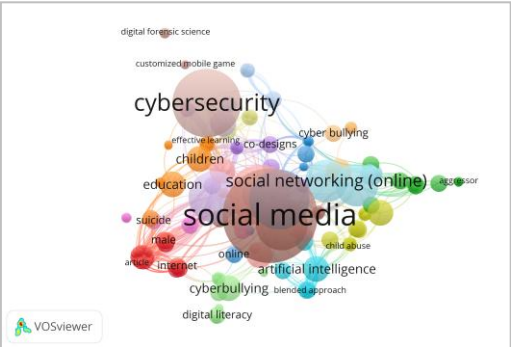 digital forensic science
customized mobile game
cybersecurity
cyber bullying
effective learning
co-designs
children
education
social networking (online)
aggressor
social media
suicide
male
child abuse
online
article
internet
artificial intelligence
cyberbullying
blended approach
digital literacy
VOSviewer